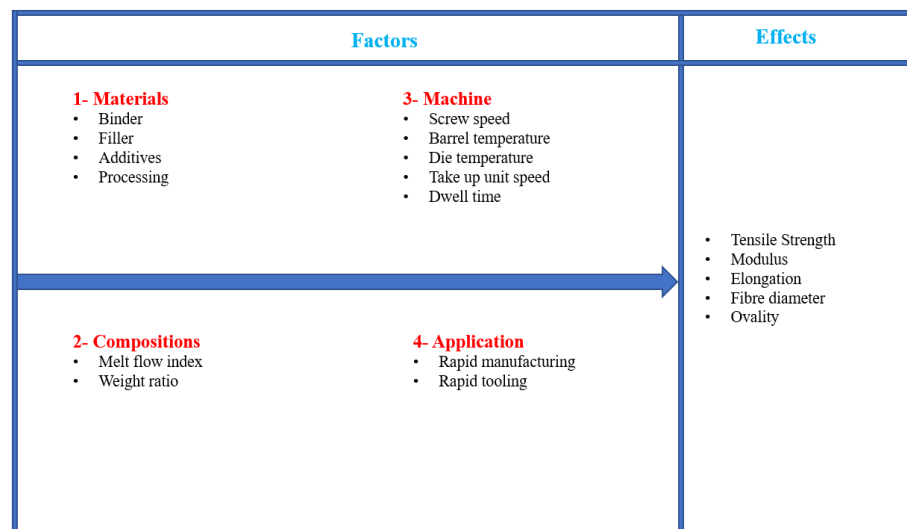 Factors
Effects
1- Materials
• Binder
• Filler
• Additives
• Processing
3- Machine
• Screw speed
• Barrel temperature
• Die temperature
• Take up unit speed
• Dwell time
2- Compositions
• Melt flow index
• Weight ratio
4- Application
• Rapid manufacturing
• Rapid tooling
• Tensile Strength
• Modulus
• Elongation
• Fibre diameter
• Ovality